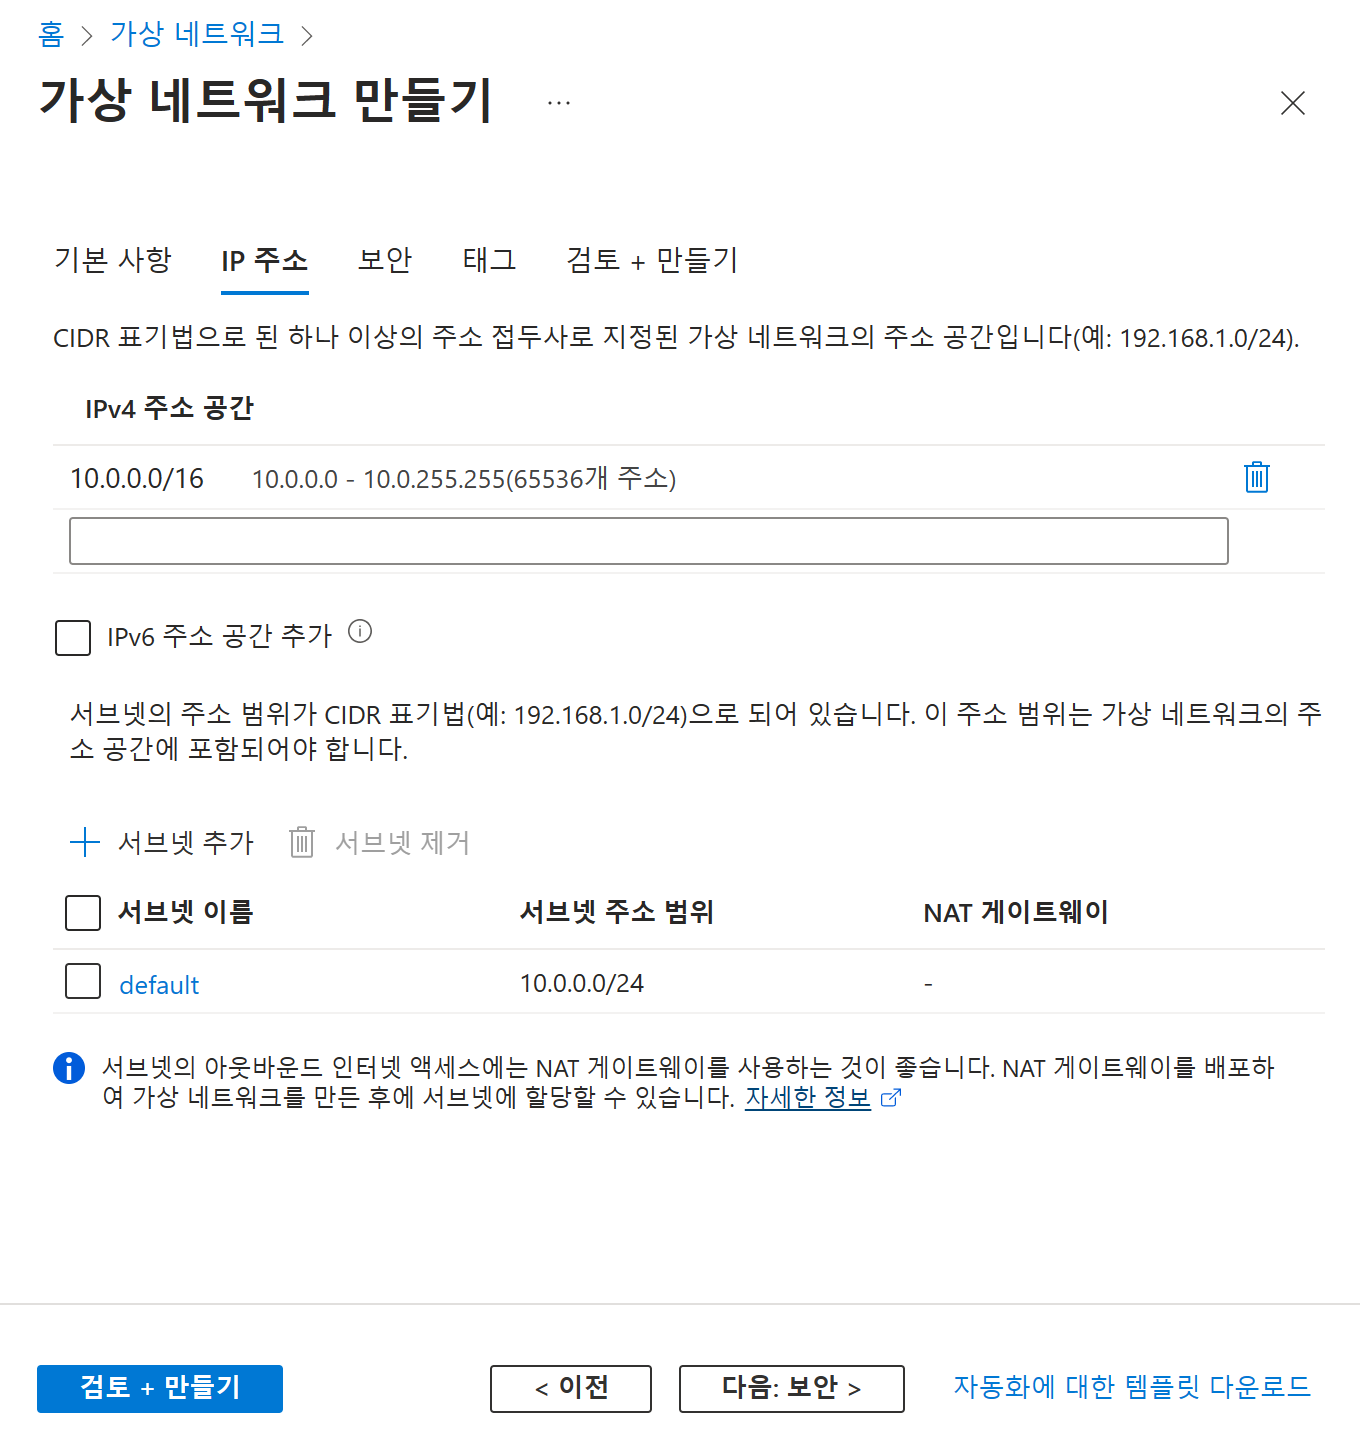 홈 > 가상 네트워크 >
가상 네트워크 만들기 ...
기본 사항 IP 주소 보안 태그 검토 + 만들기
CIDR 표기법으로 된 하나 이상의 주소 접두사로 지정된 가상 네트워크의 주소 공간입니다(예: 192.168.1.0/24).
IPv4 주소 공간
10.0.0.0/16 10.0.0.0 - 10.0.255.255(65536개 주소)
IPv6 주소 공간 추가
서브넷의 주소 범위가 CIDR 표기법(예: 192.168.1.0/24)으로 되어 있습니다. 이 주소 범위는 가상 네트워크의 주
소 공간에 포함되어야 합니다.
서브넷 추가 서브넷 제거
서브넷 이름 서브넷 주소 범위 NAT 게이트웨이
default 10.0.0.0/24 -
서브넷의 아웃바운드 인터넷 액세스에는 NAT 게이트웨이를 사용하는 것이 좋습니다. NAT 게이트웨이를 배포하
여 가상 네트워크를 만든 후에 서브넷에 할당할 수 있습니다. 자세한 정보
검토 + 만들기 < 이전 다음: 보안 > 자동화에 대한 템플릿 다운로드